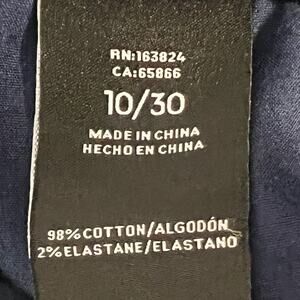 RN:163824
CA:65866
10/30
MADE IN CHINA
HECHO EN CHINA
98% COTTON/ALGODÓN
2% ELASTANE/ELASTANO